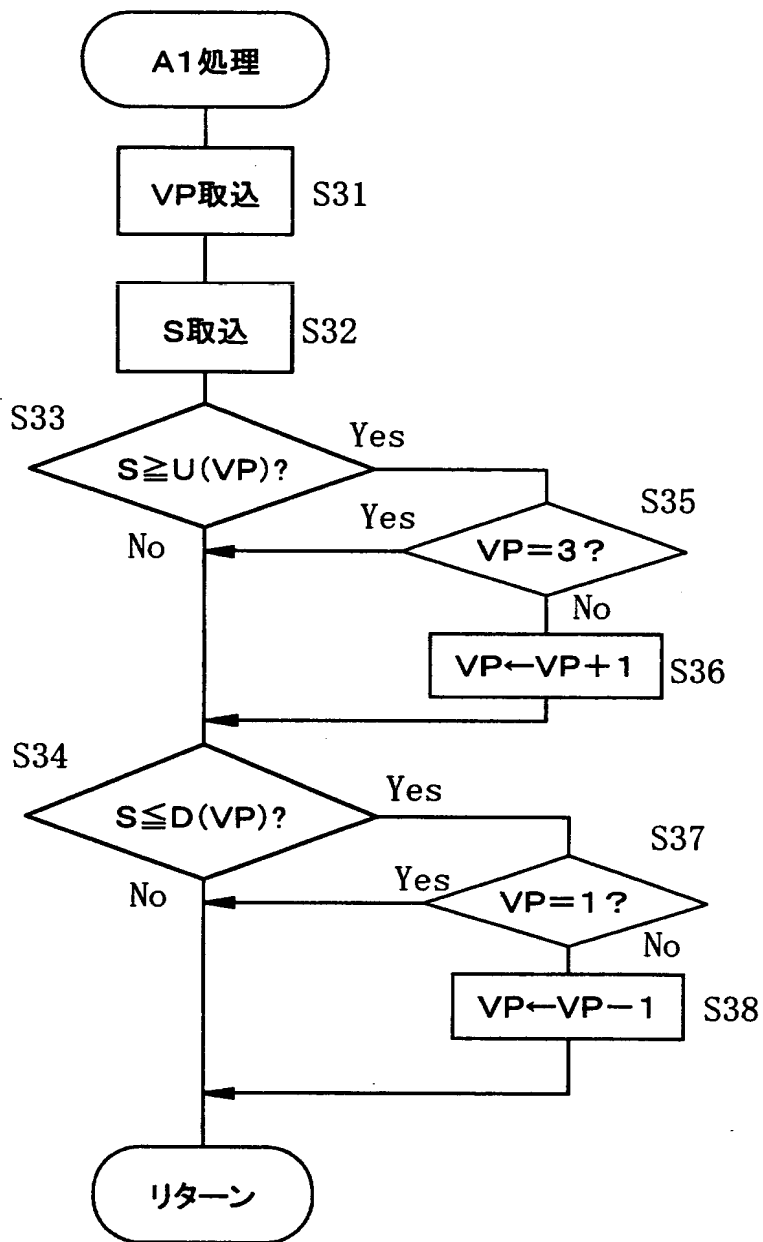 A1処理
VP取込 S31
S取込 S32
S33
S≧U(VP)? Yes
No
S35
VP=3? Yes
No
VP←VP+1 S36
S34
S≦D(VP)? Yes
No
S37
VP=1? Yes
No
VP←VP−1 S38
リターン